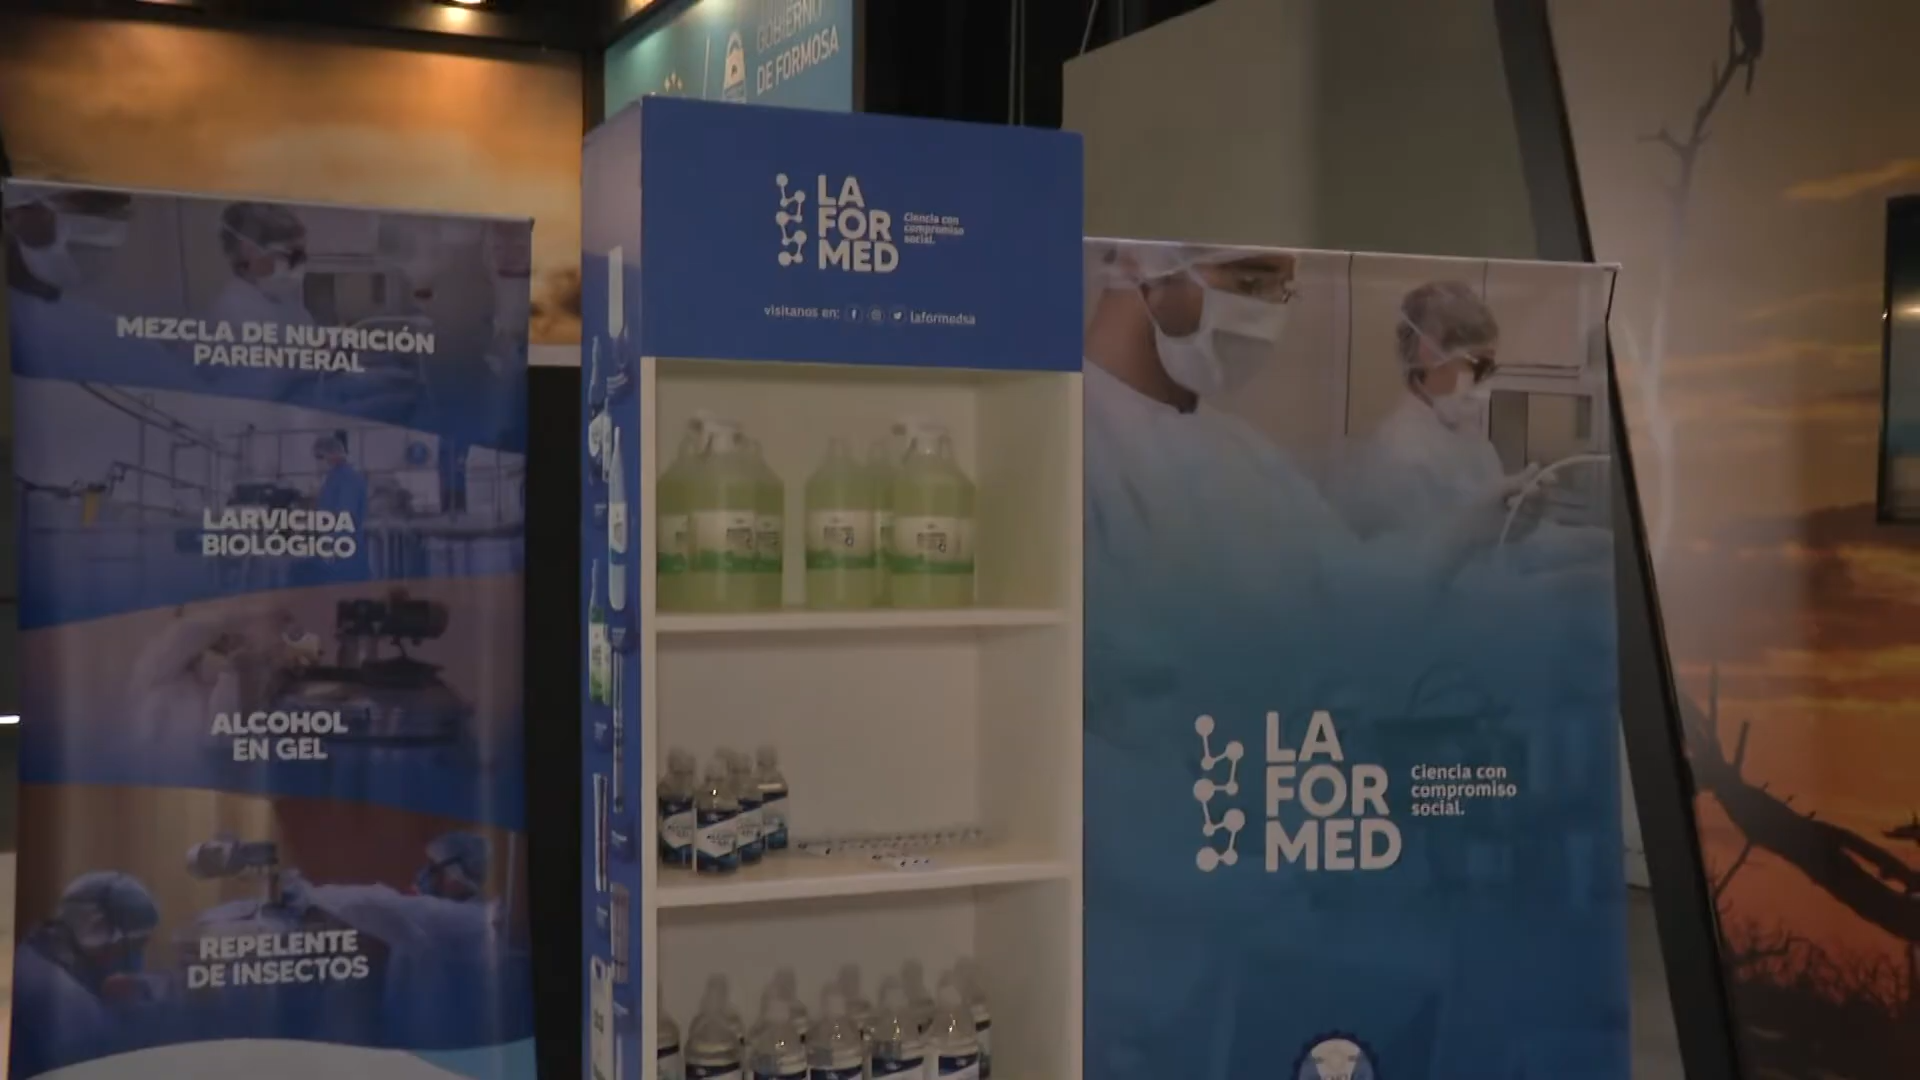 GOBIERNO
DE FORMOSA
MEZCLA DE NUTRICIÓN
PARENTERAL
LARVICIDA
BIOLÓGICO
ALCOHOL
EN GEL
REPELENTE
DE INSECTOS
LA
FOR
MED
Ciencia con
compromiso
social.
visitanos en: laformedsa
LA
FOR
MED
Ciencia con
compromiso
social.